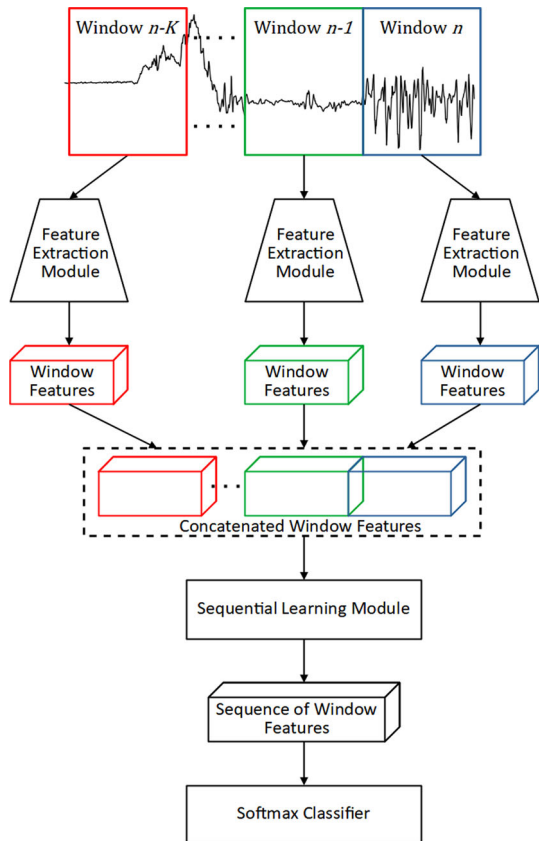 Window n-K
Window n-1
Window n
Feature
Extraction
Module
Feature
Extraction
Module
Feature
Extraction
Module
Window
Features
Window
Features
Window
Features
Concatenated Window Features
Sequential Learning Module
Sequence of Window
Features
Softmax Classifier